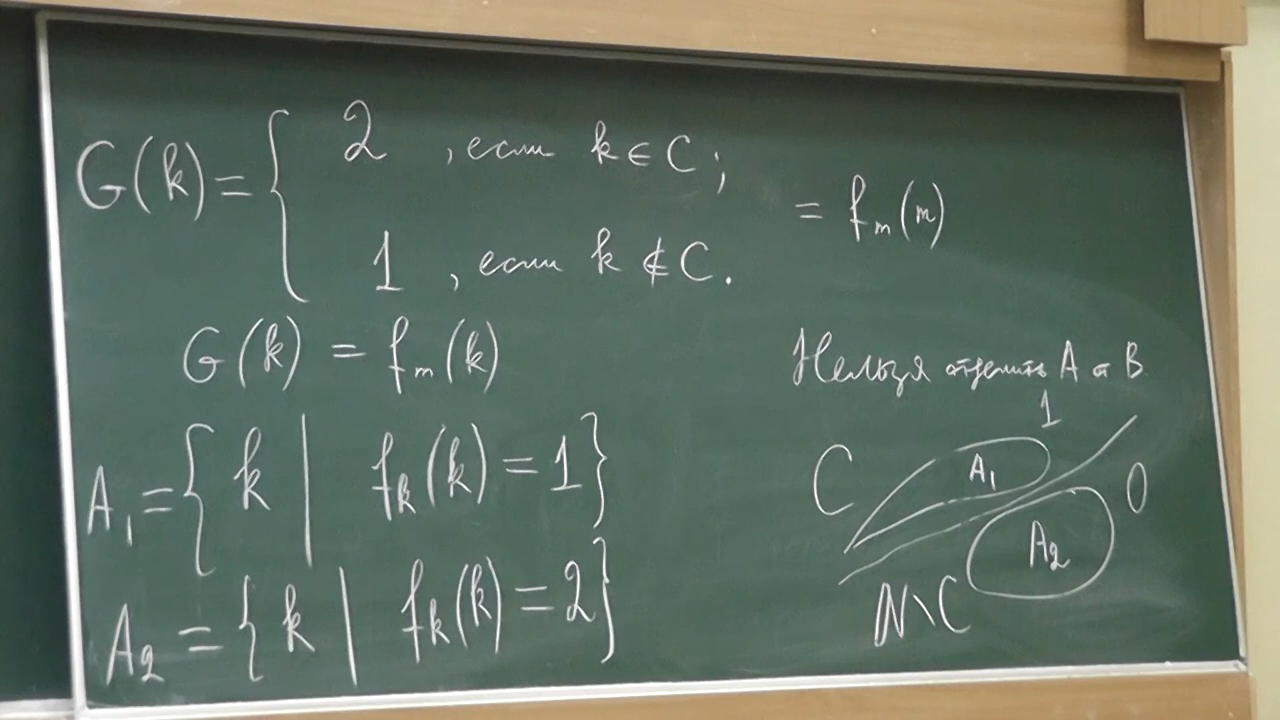 G(k) = { 2 , если k ∈ C;
1 , если k ∉ C.
= f_m(m)
G(k) = f_m(k)
A_1 = { k | f_k(k) = 1 }
A_2 = { k | f_k(k) = 2 }
Нельзя отделить A от B
1
C A_1
0
A_2
N\C